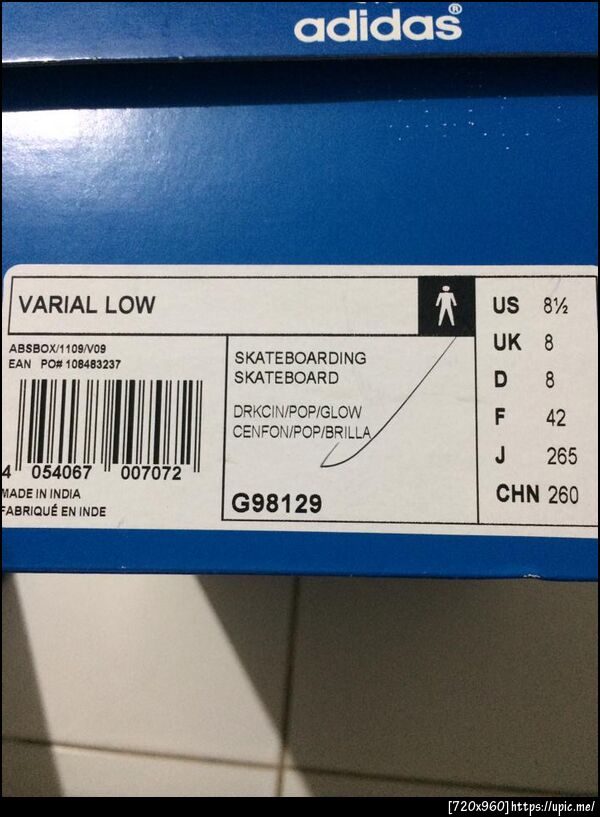 adidas®
VARIAL LOW
ABSBOX/1109/V09
EAN PO# 108483237
4 054067 007072
MADE IN INDIA
FABRIQUÉ EN INDE
SKATEBOARDING
SKATEBOARD
DRKCIN/POP/GLOW
CENFON/POP/BRILLA
G98129
US 8½
UK 8
D 8
F 42
J 265
CHN 260
[720x960]https://upic.me/